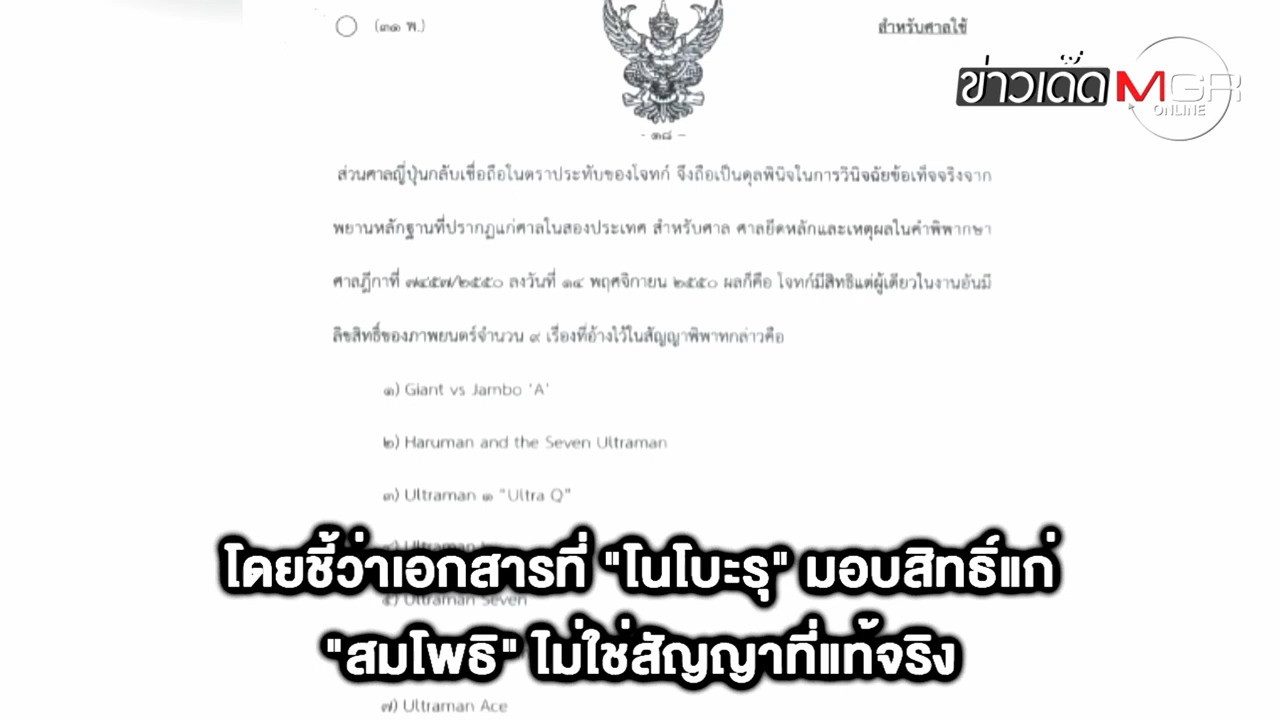 (๓๑ พ.)
สำหรับศาลใช้
ข่าวเด็ด MGR ONLINE
- ๓๘ -
ส่วนศาลญี่ปุ่นกลับเชื่อถือในตราประทับของโจทก์ จึงถือเป็นดุลพินิจในการวินิจฉัยข้อเท็จจริงจาก
พยานหลักฐานที่ปรากฏแก่ศาลในสองประเทศ สำหรับศาล ศาลยึดหลักและเหตุผลในคำพิพากษา
ศาลฎีกาที่ ๗๔๕๗/๒๕๕๐ ลงวันที่ ๑๔ พฤศจิกายน ๒๕๕๐ ผลก็คือ โจทก์มีสิทธิแต่ผู้เดียวในงานอันมี
ลิขสิทธิ์ของภาพยนตร์จำนวน ๙ เรื่องที่อ้างไว้ในสัญญาพิพาทกล่าวคือ
๑) Giant vs Jambo 'A'
๒) Haruman and the Seven Ultraman
๓) Ultraman ๑ "Ultra Q"
โดยชี้ว่าเอกสารที่ "โนโบะรุ" มอบสิทธิ์แก่
๕) Ultraman Seven
"สมโพธิ" ไม่ใช่สัญญาที่แท้จริง
๗) Ultraman Ace